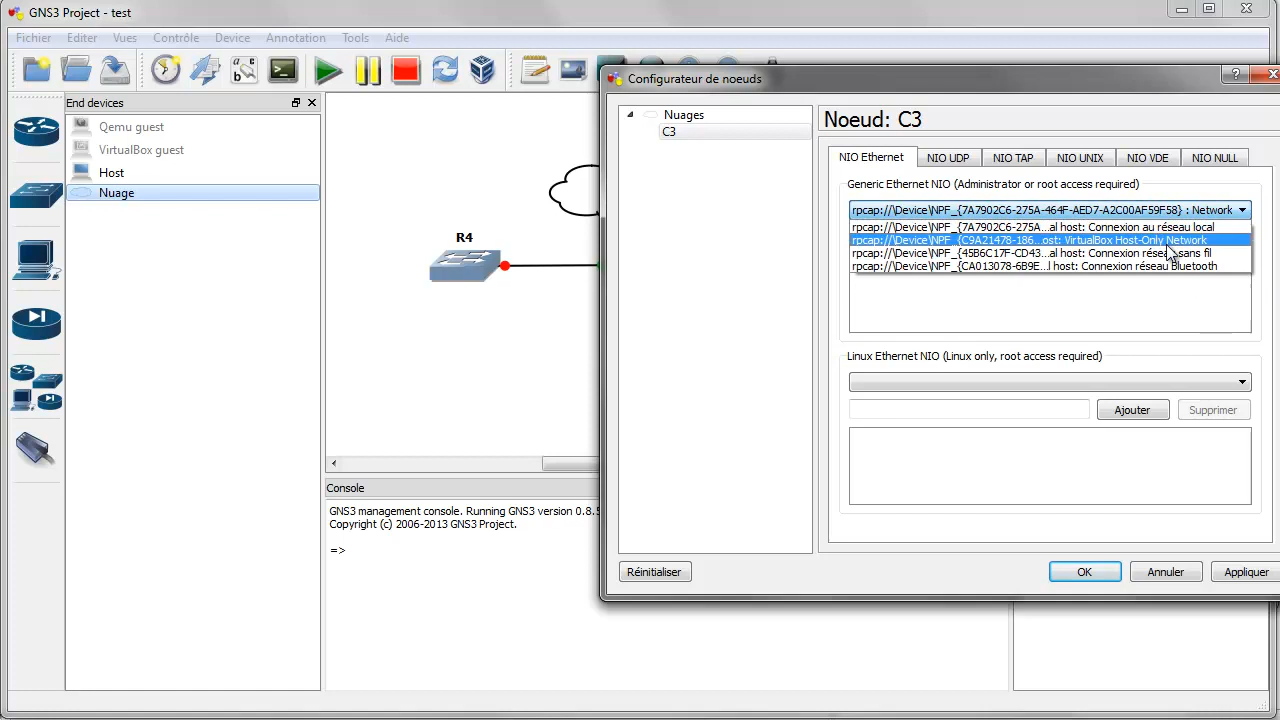 GNS3 Project - test
Fichier Editer Vues Contrôle Device Annotation Tools Aide
End devices
Qemu guest
VirtualBox guest
Host
Nuage
R4
Console
GNS3 management console. Running GNS3 version 0.8.
Copyright (c) 2006-2013 GNS3 Project.
=>
Configurateur de noeuds
Nuages
C3
Noeud: C3
NIO Ethernet NIO UDP NIO TAP NIO UNIX NIO VDE NIO NULL
Generic Ethernet NIO (Administrator or root access required)
rpcap://\Device\NPF_{7A7902C6-275A-464F-AED7-A2C00AF59F58} : Network
rpcap://\Device\NPF_{7A7902C6-275A...al host: Connexion au réseau local
rpcap://\Device\NPF_{C9A21478-186...ost: VirtualBox Host-Only Network
rpcap://\Device\NPF_{45B6C17F-CD43...al host: Connexion réseau sans fil
rpcap://\Device\NPF_{CA013078-6B9E...l host: Connexion réseau Bluetooth
Linux Ethernet NIO (Linux only, root access required)
Ajouter Supprimer
Réinitialiser OK Annuler Appliquer